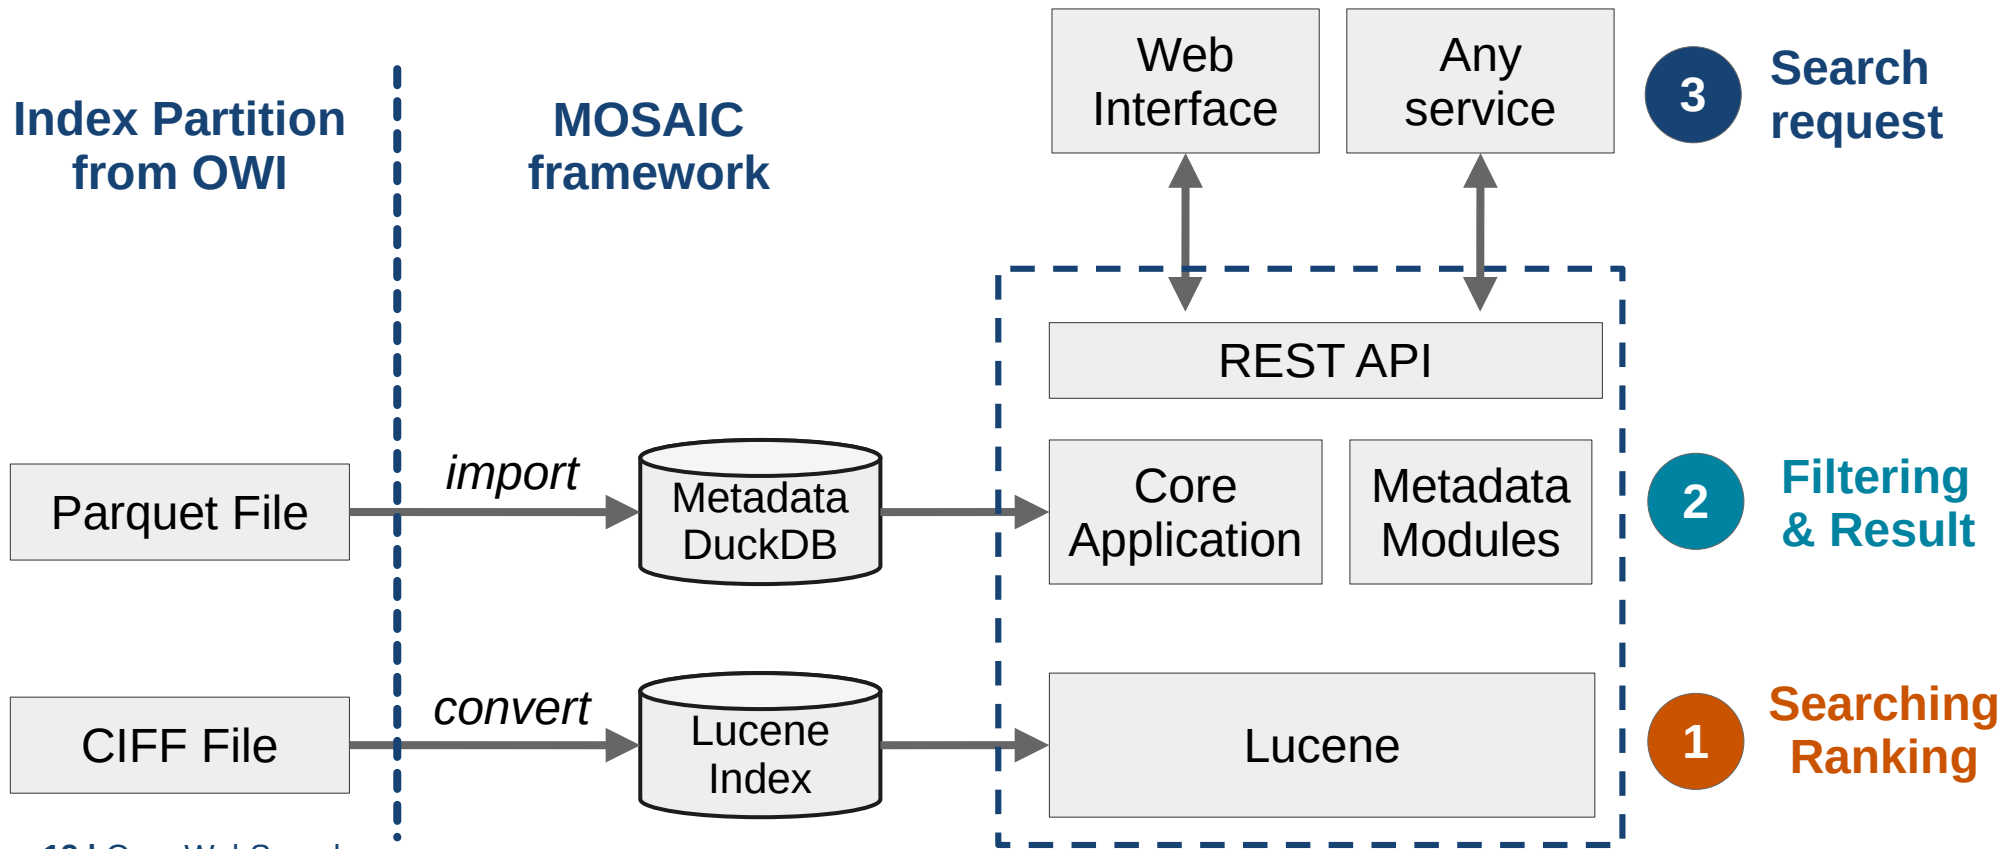 Index Partition
from OWI
MOSAIC
framework
Web
Interface
Any
service
3
Search
request
REST API
Parquet File
import
Metadata
DuckDB
Core
Application
Metadata
Modules
2
Filtering
& Result
CIFF File
convert
Lucene
Index
Lucene
1
Searching
Ranking